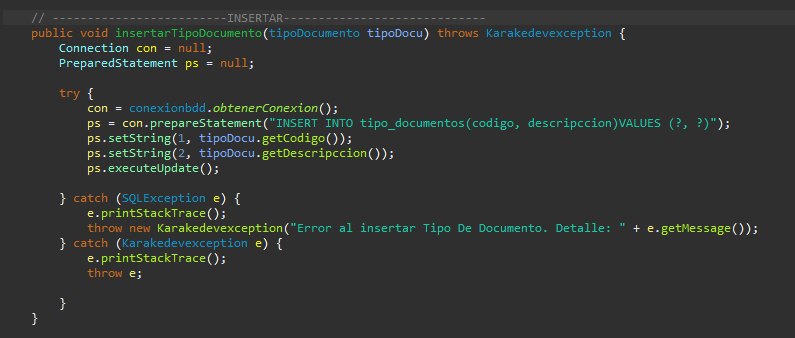 // --------------------------INSERTAR------------------------------
public void insertarTipoDocumento(tipoDocumento tipoDocu) throws Karakedevexception {
Connection con = null;
PreparedStatement ps = null;
try {
con = conexionbdd.obtenerConexion();
ps = con.prepareStatement("INSERT INTO tipo_documentos(codigo, descripccion)VALUES (?, ?)");
ps.setString(1, tipoDocu.getCodigo());
ps.setString(2, tipoDocu.getDescripccion());
ps.executeUpdate();
} catch (SQLException e) {
e.printStackTrace();
throw new Karakedevexception("Error al insertar Tipo De Documento. Detalle: " + e.getMessage());
} catch (Karakedevexception e) {
e.printStackTrace();
throw e;
}
}